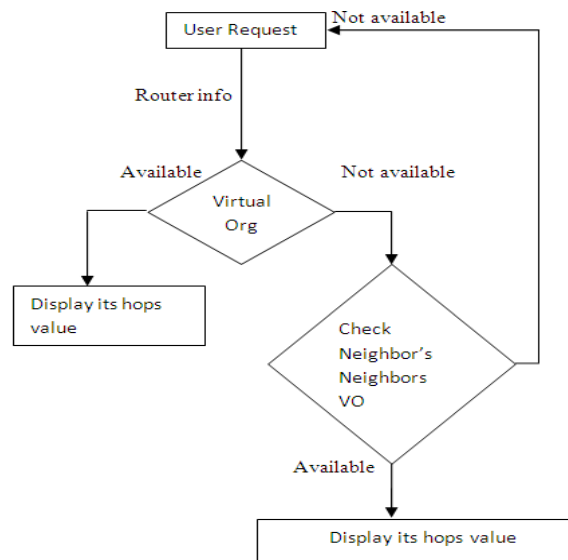 Not available
User Request
Router info
Available
Not available
Virtual
Org
Display its hops
value
Check
Neighbor's
Neighbors
VO
Available
Display its hops value